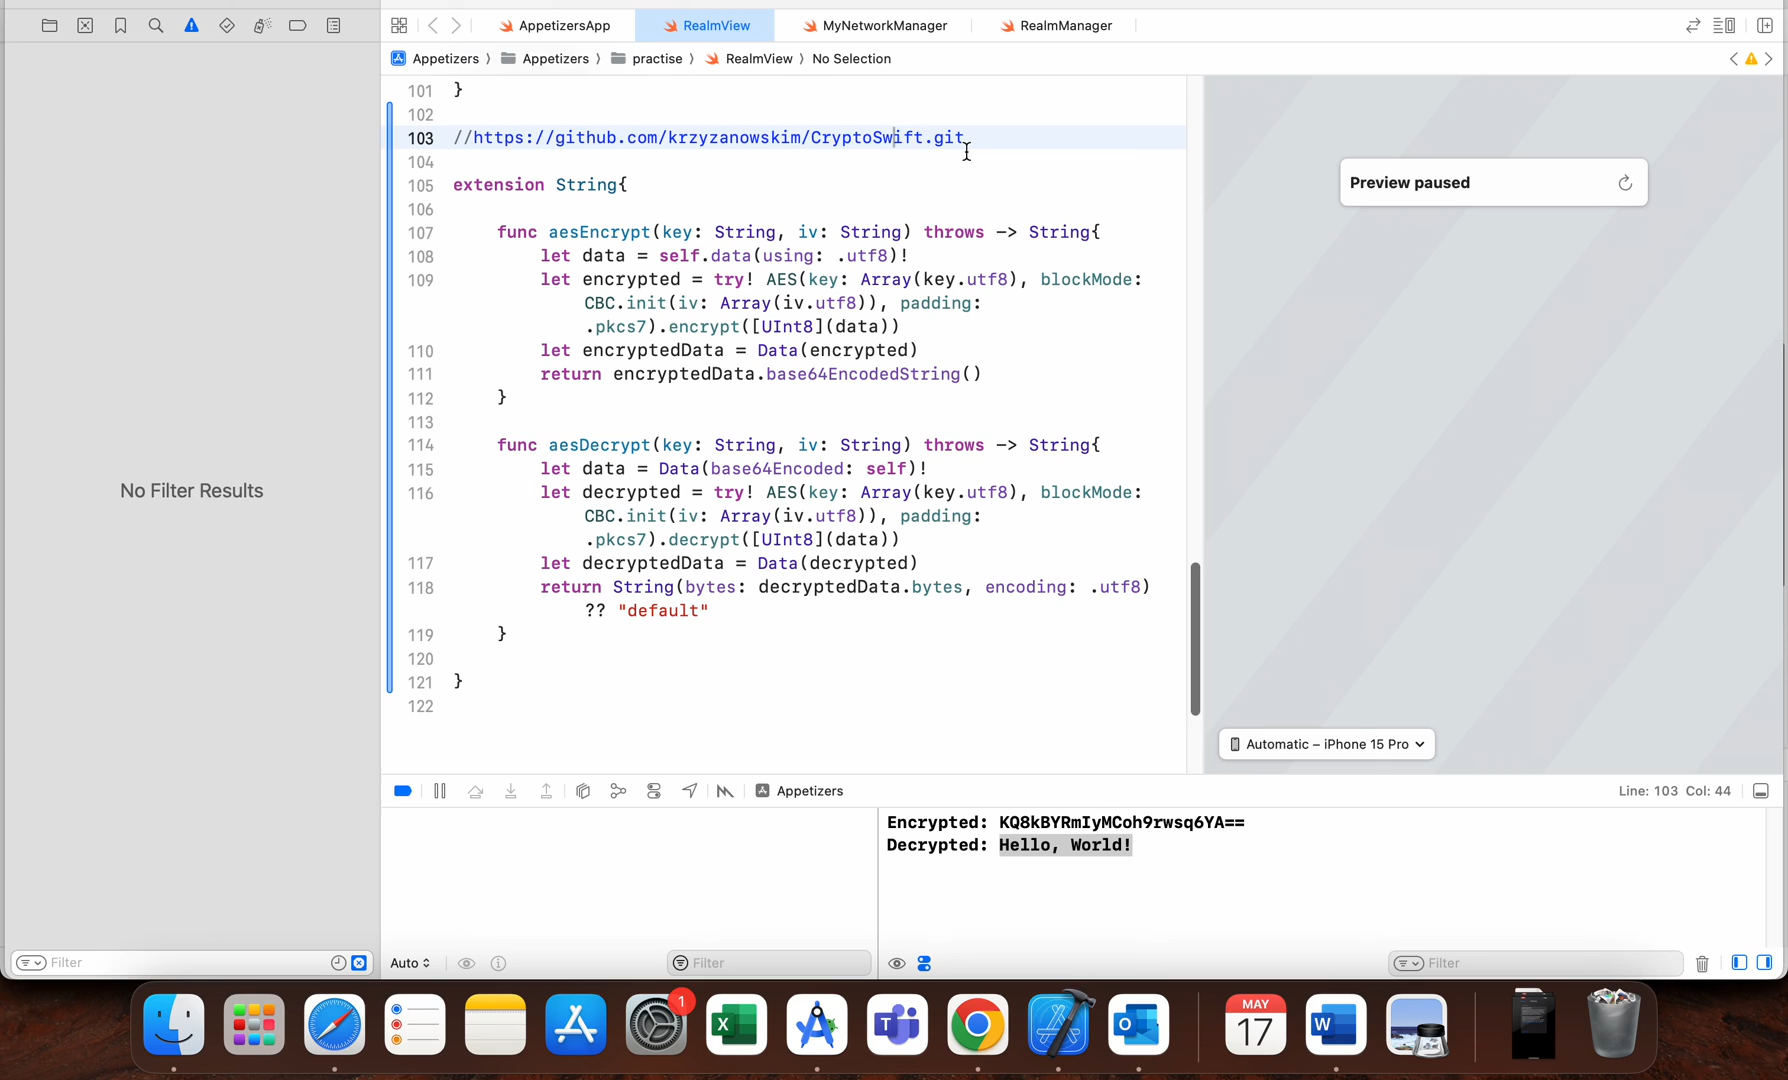 AppetizersApp
RealmView
MyNetworkManager
RealmManager
Appetizers 〉 Appetizers 〉 practise 〉 RealmView 〉 No Selection
101 }
102
103 //https://github.com/krzyzanowskim/CryptoSwift.git
104
105 extension String{
106
107 func aesEncrypt(key: String, iv: String) throws -> String{
108 let data = self.data(using: .utf8)!
109 let encrypted = try! AES(key: Array(key.utf8), blockMode:
CBC.init(iv: Array(iv.utf8)), padding:
.pkcs7).encrypt([UInt8](data))
110 let encryptedData = Data(encrypted)
111 return encryptedData.base64EncodedString()
112 }
113
114 func aesDecrypt(key: String, iv: String) throws -> String{
115 let data = Data(base64Encoded: self)!
116 let decrypted = try! AES(key: Array(key.utf8), blockMode:
CBC.init(iv: Array(iv.utf8)), padding:
.pkcs7).decrypt([UInt8](data))
117 let decryptedData = Data(decrypted)
118 return String(bytes: decryptedData.bytes, encoding: .utf8)
?? "default"
119 }
120
121 }
122
No Filter Results
Preview paused
Automatic – iPhone 15 Pro
Appetizers
Line: 103 Col: 44
Encrypted: KQ8kBYRmIyMCoh9rwsq6YA==
Decrypted: Hello, World!
Filter
Auto
Filter
Filter
1
MAY
17